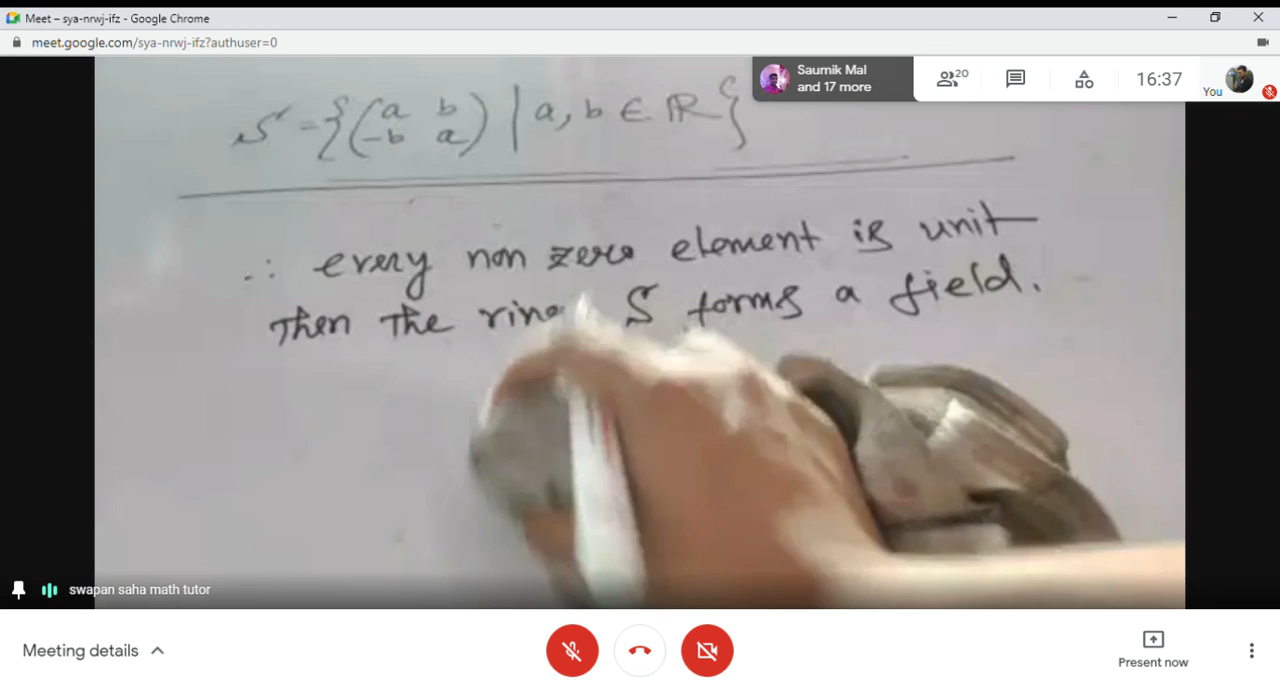 Meet – sya-nrwj-ifz - Google Chrome
meet.google.com/sya-nrwj-ifz?authuser=0
Saumik Mal
and 17 more
20
16:37
You
S = {(a b
-b a) | a, b ∈ ℝ}
∴ every non zero element is unit
Then the ring S forms a field.
swapan saha math tutor
Meeting details
Present now